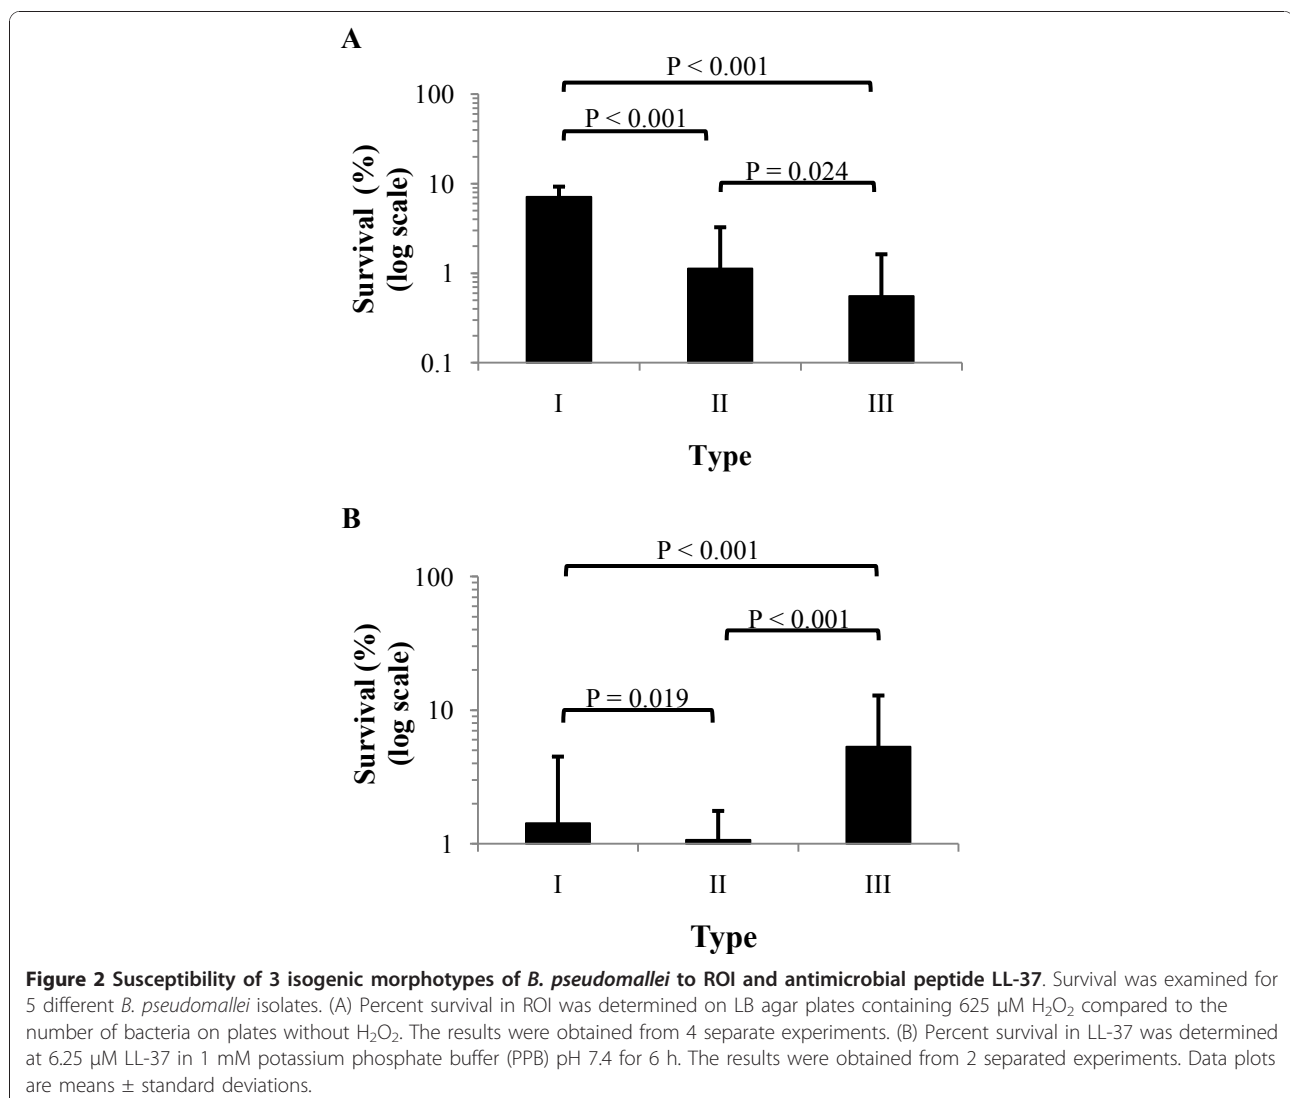 A
P < 0.001
100
P < 0.001
P = 0.024
10
1
0.1
Survival (%)
(log scale)
I II III
Type
B
P < 0.001
100
P < 0.001
P = 0.019
10
1
Survival (%)
(log scale)
I II III
Type
Figure 2 Susceptibility of 3 isogenic morphotypes of B. pseudomallei to ROI and antimicrobial peptide LL-37. Survival was examined for
5 different B. pseudomallei isolates. (A) Percent survival in ROI was determined on LB agar plates containing 625 μM H₂O₂ compared to the
number of bacteria on plates without H₂O₂. The results were obtained from 4 separate experiments. (B) Percent survival in LL-37 was determined
at 6.25 μM LL-37 in 1 mM potassium phosphate buffer (PPB) pH 7.4 for 6 h. The results were obtained from 2 separated experiments. Data plots
are means ± standard deviations.